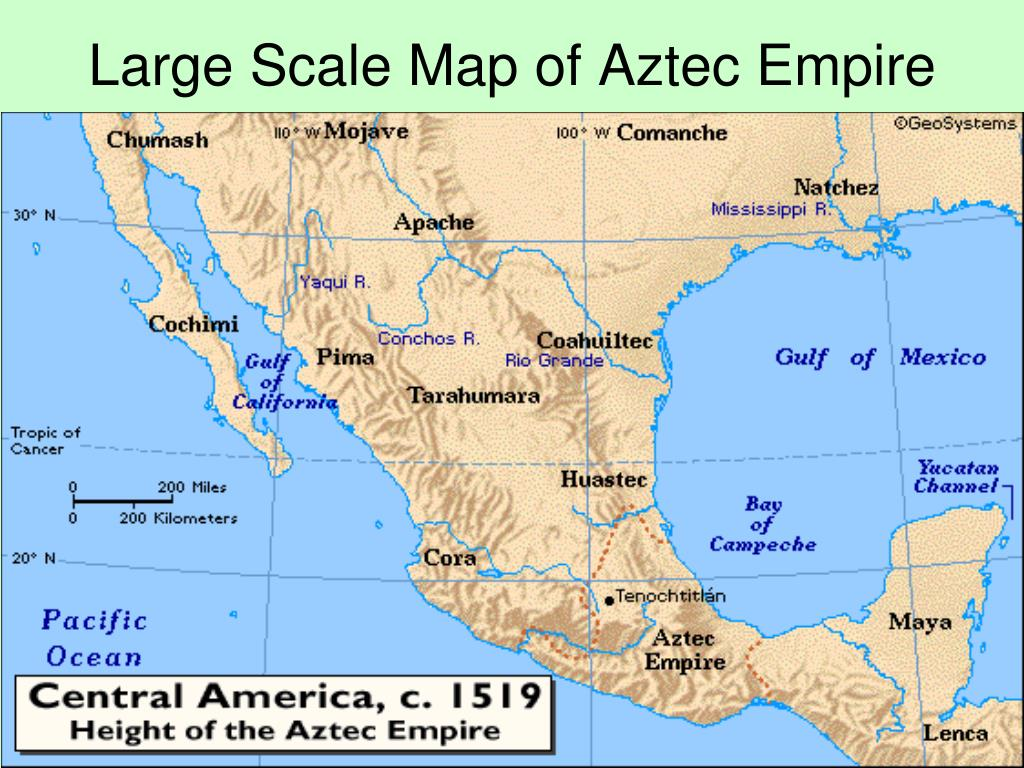 Large Scale Map of Aztec Empire
©GeoSystems
Chumash
110° W
Mojave
100° W
Comanche
Natchez
Mississippi R.
30° N
Apache
Yaqui R.
Cochimi
Conchos R.
Coahuiltec
Rio Grande
Pima
Gulf
of
California
Gulf of Mexico
Tarahumara
Tropic of
Cancer
0 200 Miles
0 200 Kilometers
Huastec
Yucatan
Channel
Bay
of
Campeche
20° N
Cora
Tenochtitlán
Pacific
Ocean
Aztec
Empire
Maya
Lenca
Central America, c. 1519
Height of the Aztec Empire